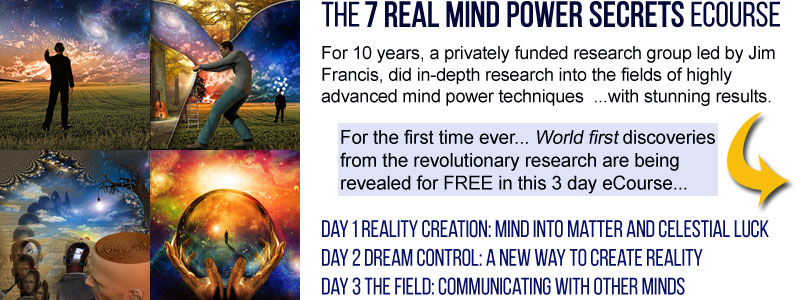 THE 7 REAL MIND POWER SECRETS ECOURSE
For 10 years, a privately funded research group led by Jim
Francis, did in-depth research into the fields of highly
advanced mind power techniques ...with stunning results.
For the first time ever... World first discoveries
from the revolutionary research are being
revealed for FREE in this 3 day eCourse...
DAY 1 REALITY CREATION: MIND INTO MATTER AND CELESTIAL LUCK
DAY 2 DREAM CONTROL: A NEW WAY TO CREATE REALITY
DAY 3 THE FIELD: COMMUNICATING WITH OTHER MINDS